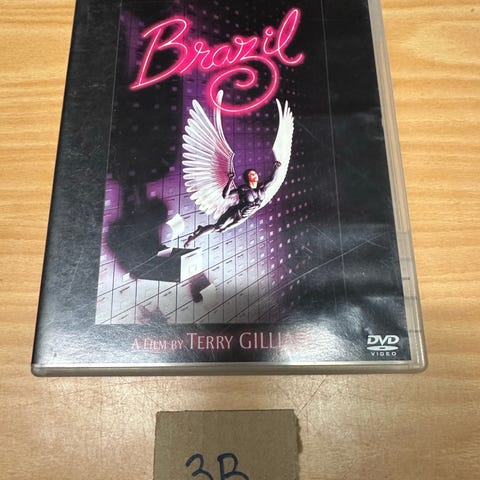 Brazil
A FILM BY TERRY GILLIAM
DVD
VIDEO
3B